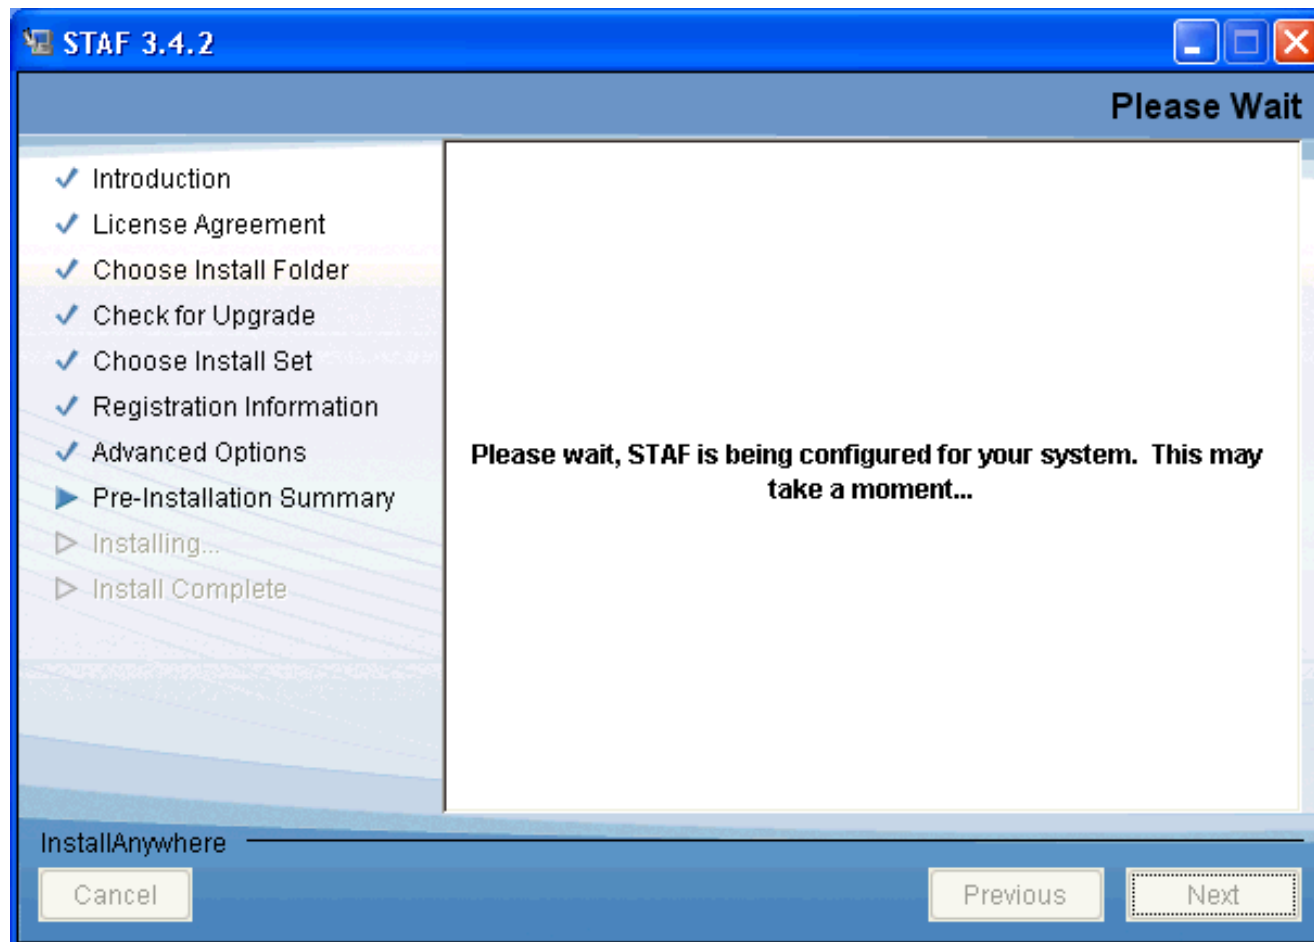 STAF 3.4.2
Please Wait
Introduction
License Agreement
Choose Install Folder
Check for Upgrade
Choose Install Set
Registration Information
Advanced Options
Pre-Installation Summary
Installing...
Install Complete
Please wait, STAF is being configured for your system. This may
take a moment...
InstallAnywhere
Cancel
Previous
Next